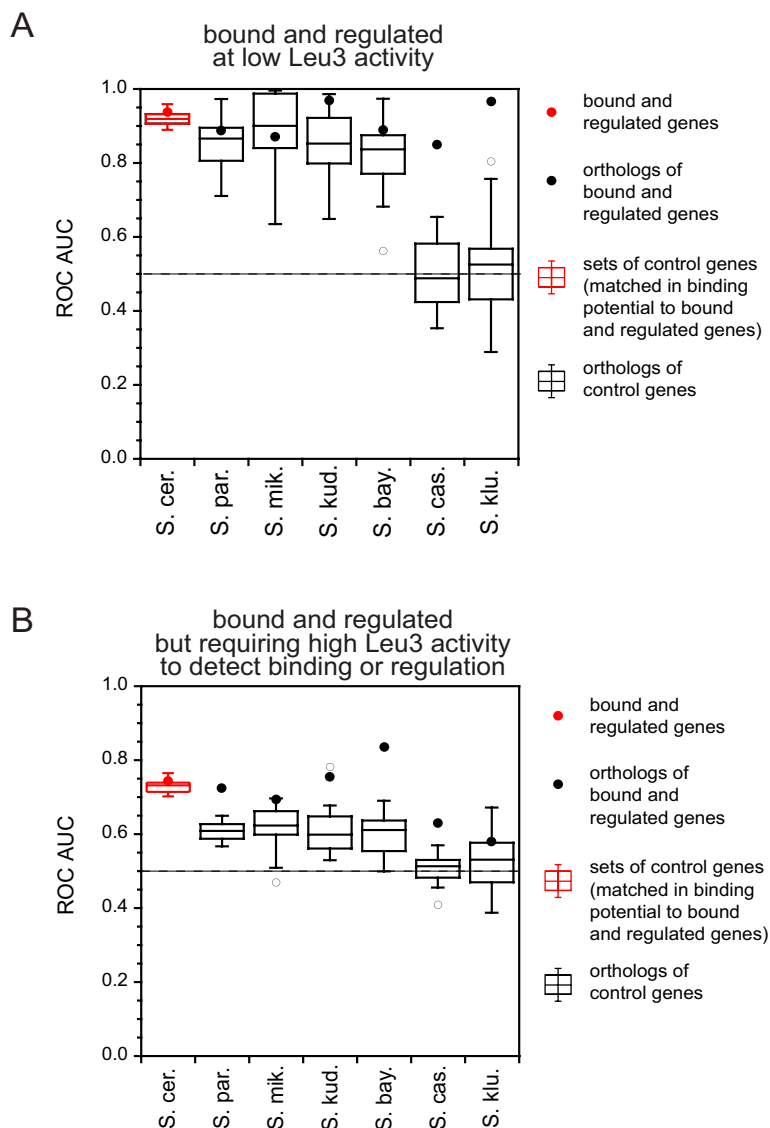 A
bound and regulated
at low Leu3 activity
1.0
0.8
0.6
0.4
0.2
0.0
ROC AUC
S. cer.
S. par.
S. mik.
S. kud.
S. bay.
S. cas.
S. klu.
bound and
regulated genes
orthologs of
bound and
regulated genes
sets of control genes
(matched in binding
potential to bound
and regulated genes)
orthologs of
control genes
B
bound and regulated
but requiring high Leu3 activity
to detect binding or regulation
1.0
0.8
0.6
0.4
0.2
0.0
ROC AUC
S. cer.
S. par.
S. mik.
S. kud.
S. bay.
S. cas.
S. klu.
bound and
regulated genes
orthologs of
bound and
regulated genes
sets of control genes
(matched in binding
potential to bound
and regulated genes)
orthologs of
control genes